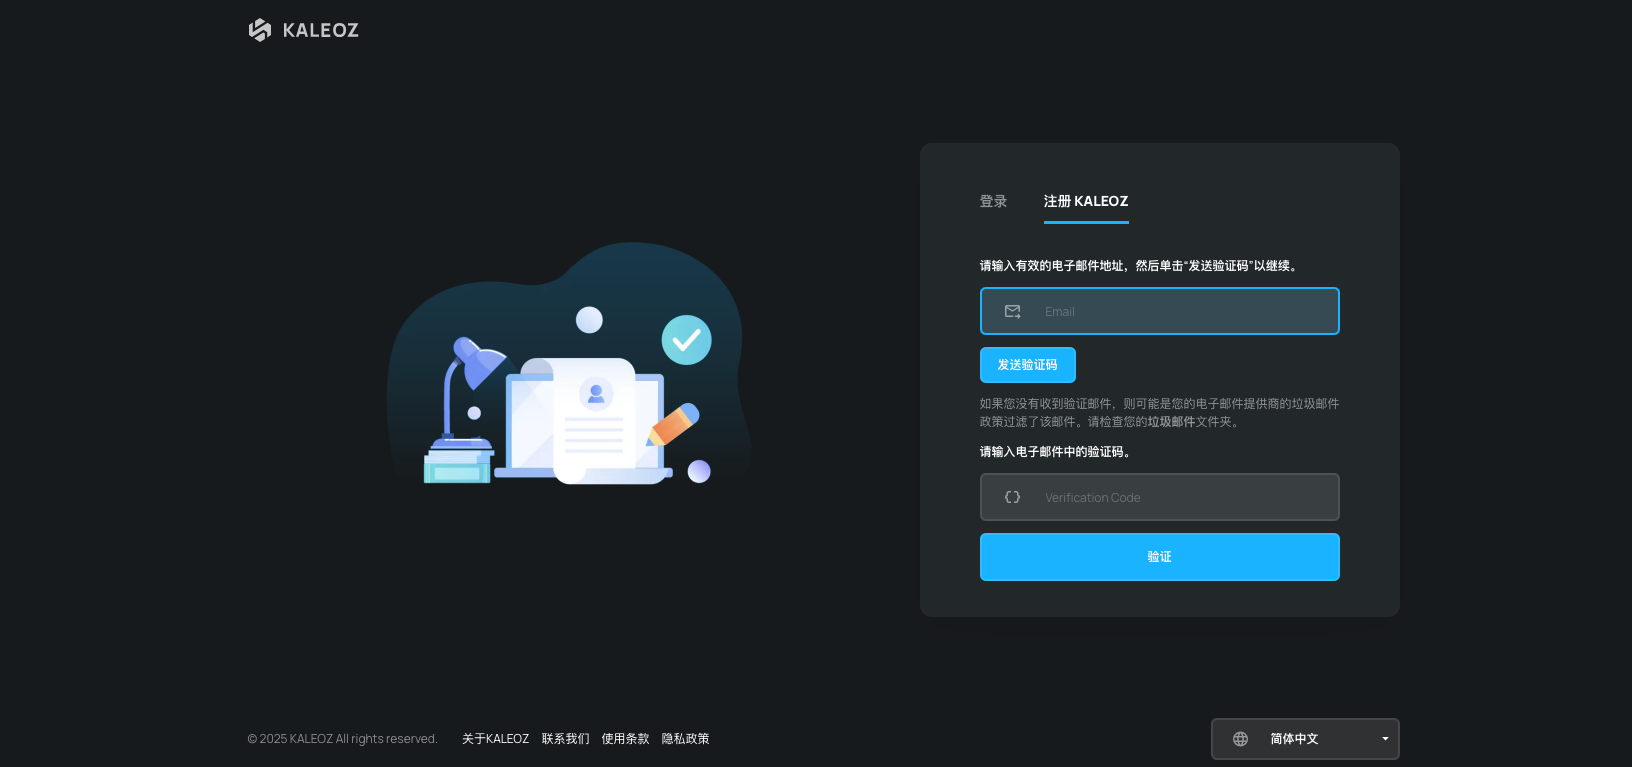 KALEOZ
登录
注册 KALEOZ
请输入有效的电子邮件地址，然后单击“发送验证码”以继续。
Email
发送验证码
如果您没有收到验证邮件，则可能是您的电子邮件提供商的垃圾邮件
政策过滤了该邮件。请检查您的垃圾邮件文件夹。
请输入电子邮件中的验证码。
Verification Code
验证
© 2025 KALEOZ All rights reserved.
关于KALEOZ
联系我们
使用条款
隐私政策
简体中文